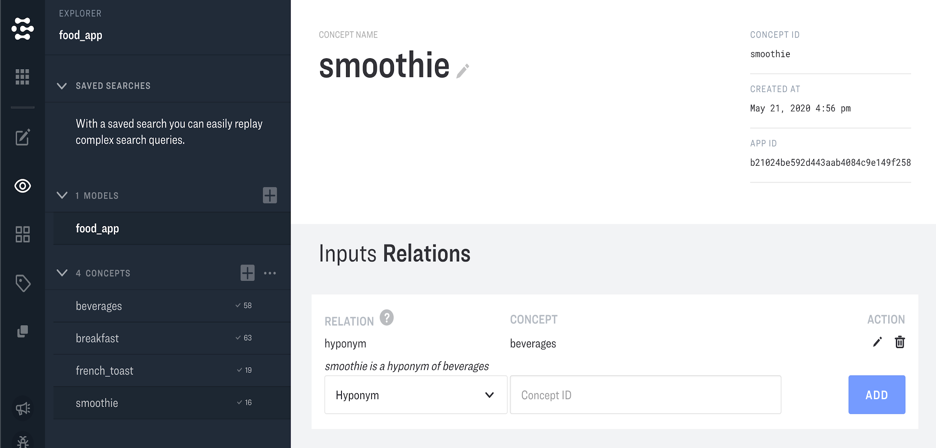 EXPLORER
food_app
SAVED SEARCHES
With a saved search you can easily replay
complex search queries.
1 MODELS
food_app
4 CONCEPTS
beverages 58
breakfast 63
french_toast 19
smoothie 16
CONCEPT NAME
smoothie
CONCEPT ID
smoothie
CREATED AT
May 21, 2020 4:56 pm
APP ID
b21024be592d443aab4084c9e149f258
Inputs Relations
RELATION ? CONCEPT ACTION
hyponym beverages
smoothie is a hyponym of beverages
Hyponym Concept ID ADD